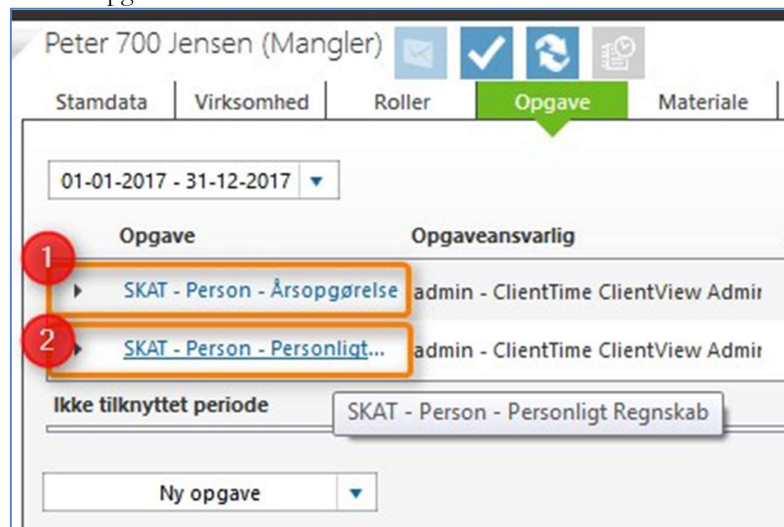 Peter 700 Jensen (Mangler)
Stamdata Virksomhed Roller Opgave Materiale
01-01-2017 - 31-12-2017
Opgave Opgaveansvarlig
1
SKAT - Person - Årsopgørelse admin - ClientTime ClientView Admin
2
SKAT - Person - Personligt... admin - ClientTime ClientView Admin
Ikke tilknyttet periode
SKAT - Person - Personligt Regnskab
Ny opgave